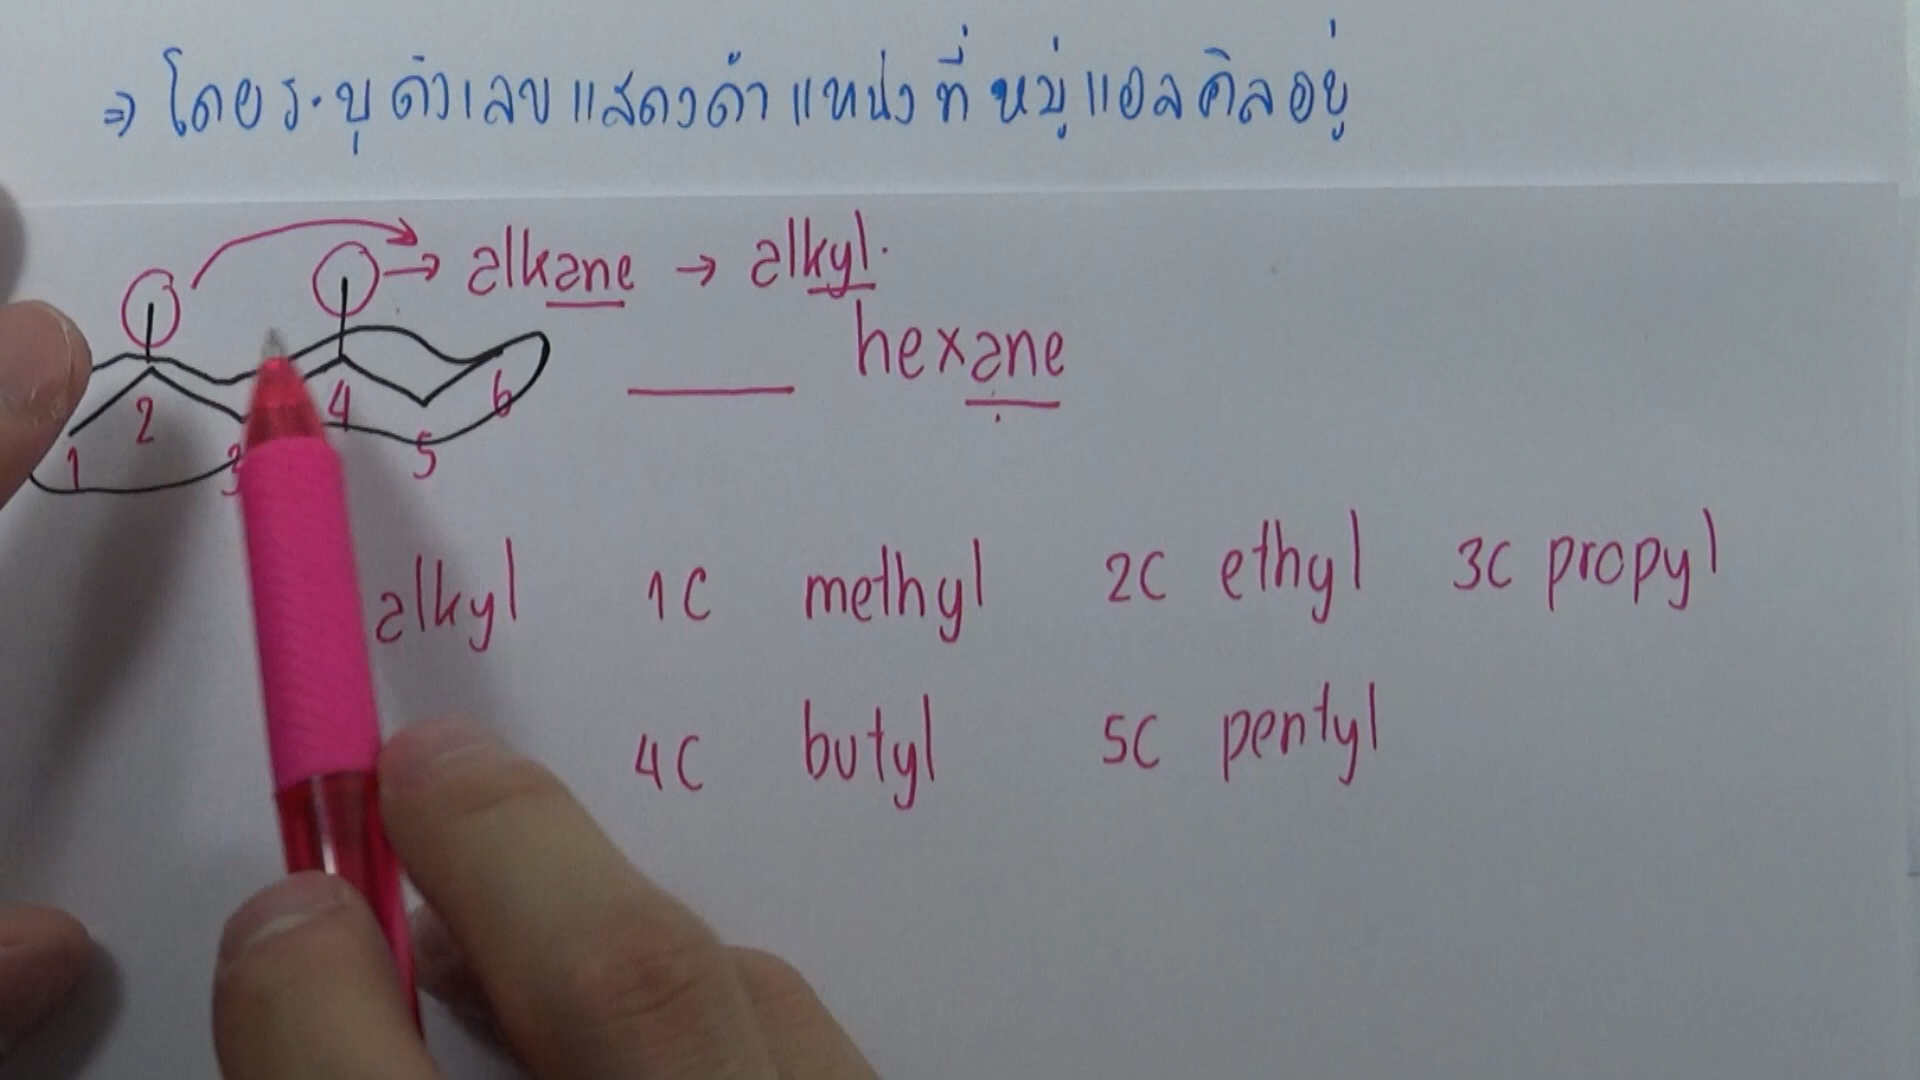 ⇒ โดยระบุตัวเลขแสดงตำแหน่งที่หมู่แอลคิลอยู่
→ alkane → alkyl.
hexane
1 2 3 4 5 6
alkyl 1C methyl 2C ethyl 3C propyl
4C butyl 5C pentyl